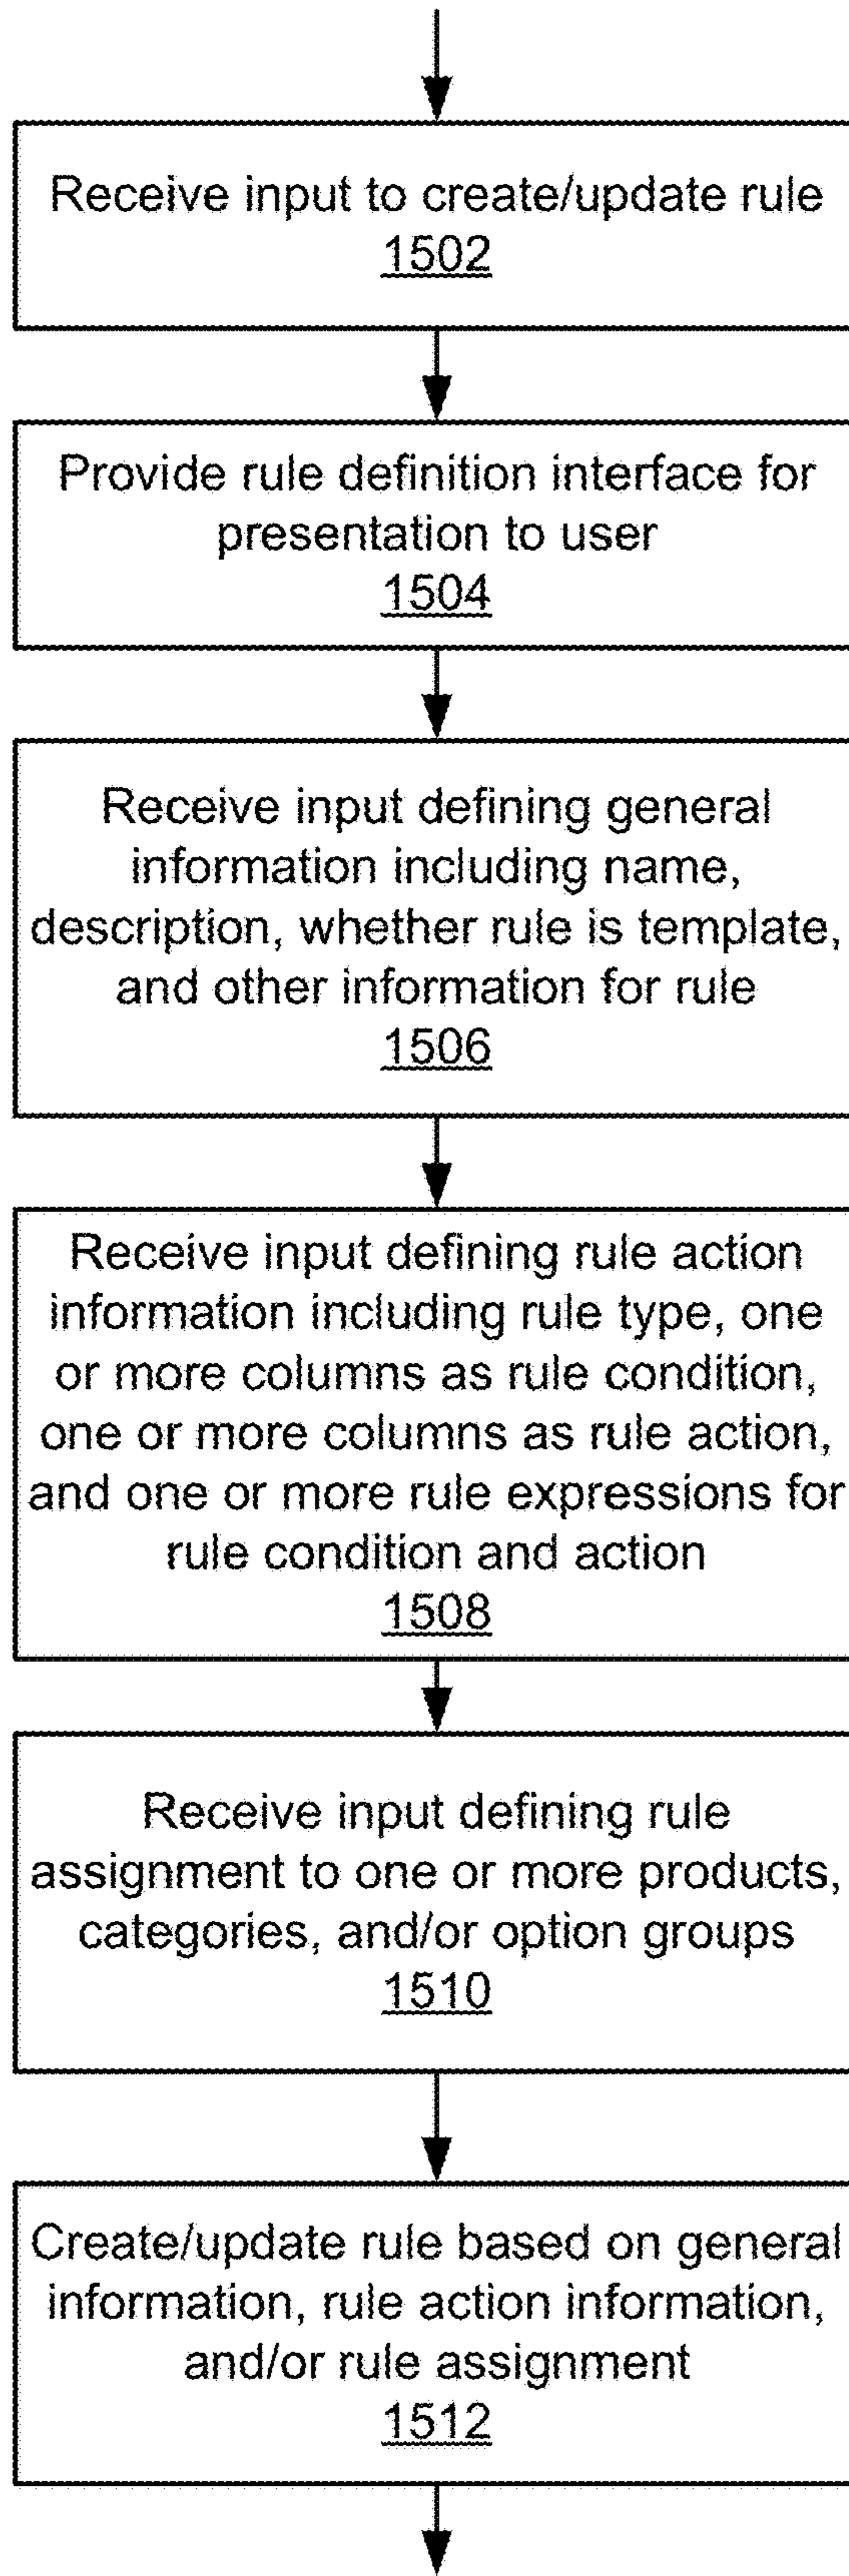 Receive input to create/update rule
1502
Provide rule definition interface for
presentation to user
1504
Receive input defining general
information including name,
description, whether rule is template,
and other information for rule
1506
Receive input defining rule action
information including rule type, one
or more columns as rule condition,
one or more columns as rule action,
and one or more rule expressions for
rule condition and action
1508
Receive input defining rule
assignment to one or more products,
categories, and/or option groups
1510
Create/update rule based on general
information, rule action information,
and/or rule assignment
1512